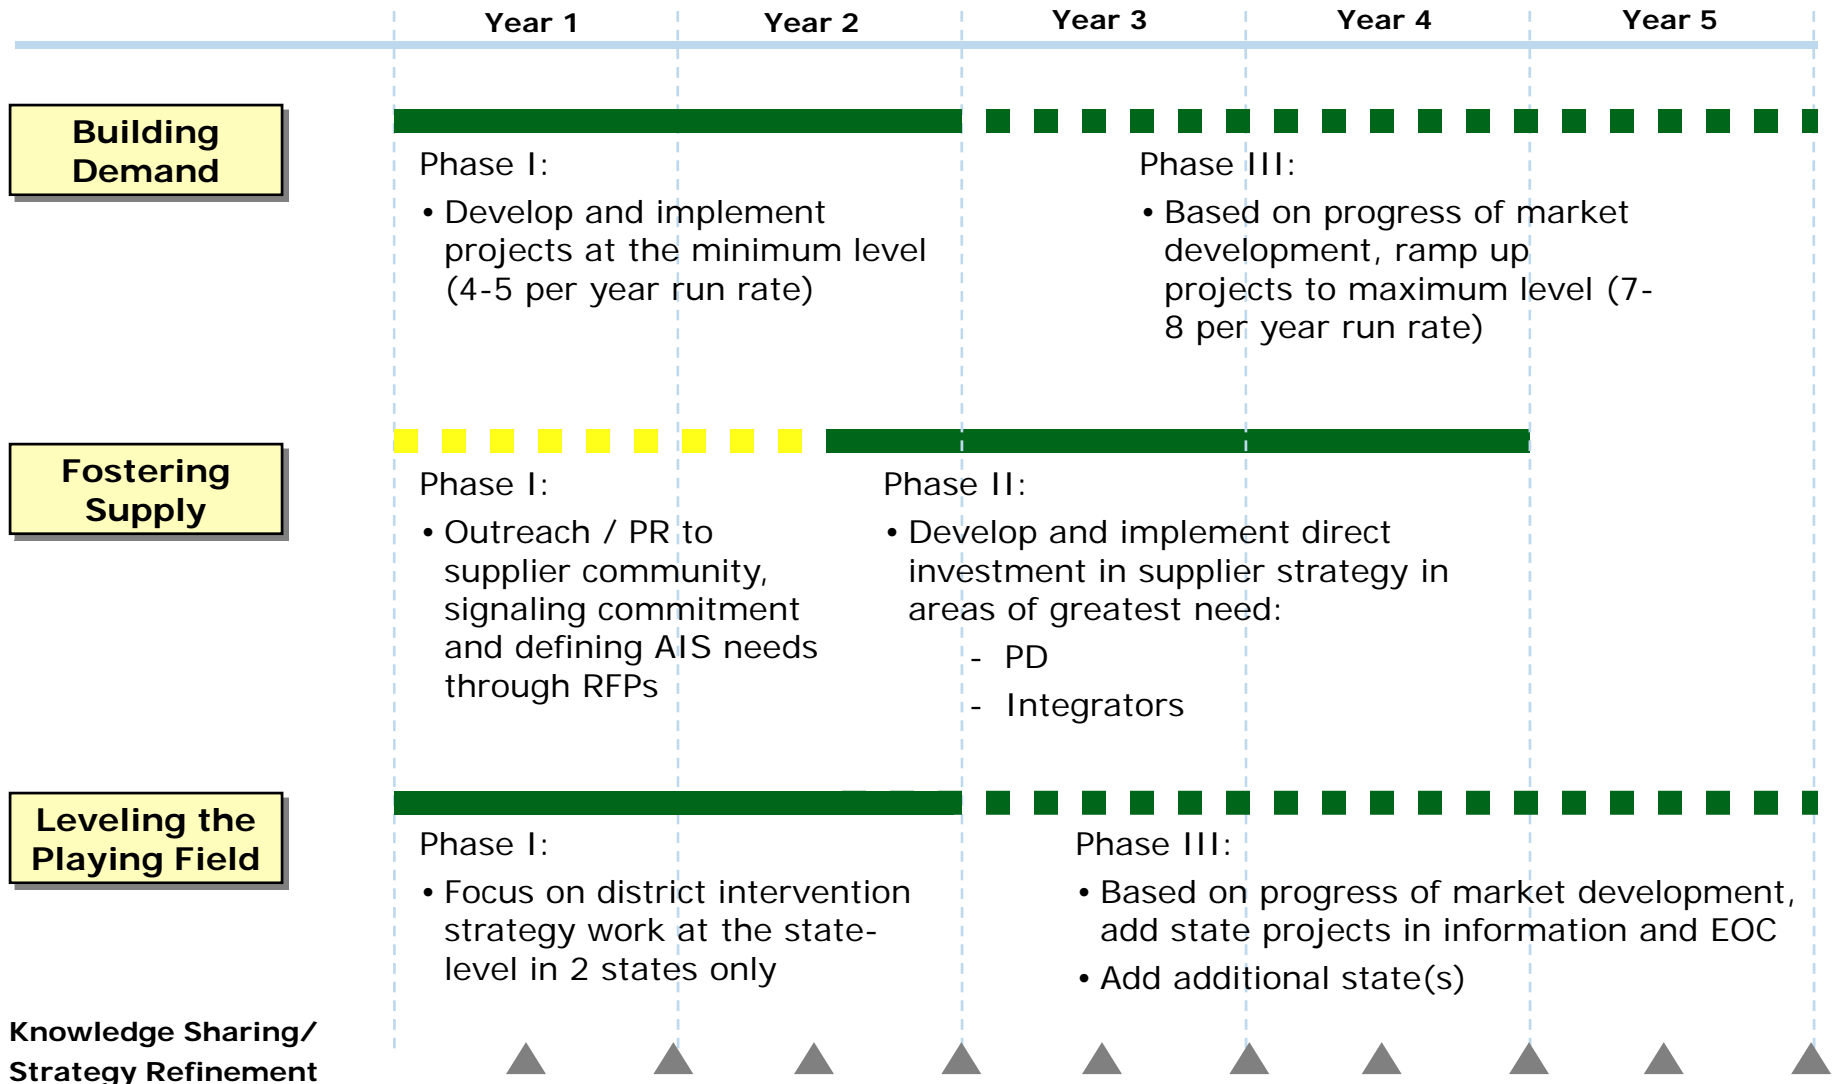 Year 1
Year 2
Year 3
Year 4
Year 5
Building
Demand
Phase I:
• Develop and implement
projects at the minimum level
(4-5 per year run rate)
Phase III:
• Based on progress of market
development, ramp up
projects to maximum level (7-
8 per year run rate)
Fostering
Supply
Phase I:
• Outreach / PR to
supplier community,
signaling commitment
and defining AIS needs
through RFPs
Phase II:
• Develop and implement direct
investment in supplier strategy in
areas of greatest need:
- PD
- Integrators
Leveling the
Playing Field
Phase I:
• Focus on district intervention
strategy work at the state-
level in 2 states only
Phase III:
• Based on progress of market development,
add state projects in information and EOC
• Add additional state(s)
Knowledge Sharing/
Strategy Refinement